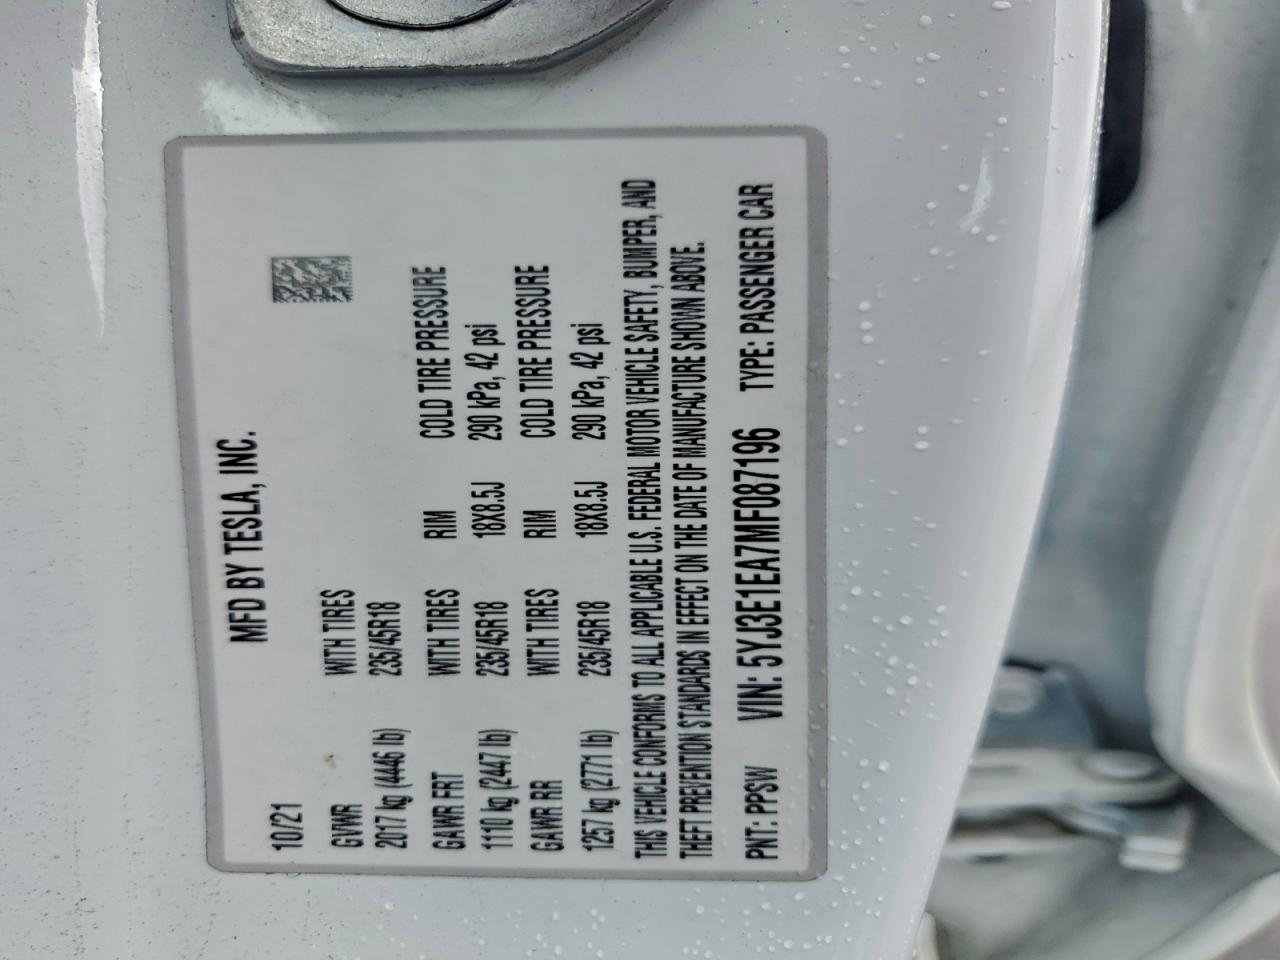 MFD BY TESLA, INC.
10/21
GVWR WITH TIRES
2017 kg (4446 lb) 235/45R18
GAWR FRT WITH TIRES RIM COLD TIRE PRESSURE
1110 kg (2447 lb) 235/45R18 18X8.5J 290 kPa, 42 psi
GAWR RR WITH TIRES RIM COLD TIRE PRESSURE
1257 kg (2771 lb) 235/45R18 18X8.5J 290 kPa, 42 psi
THIS VEHICLE CONFORMS TO ALL APPLICABLE U.S. FEDERAL MOTOR VEHICLE SAFETY, BUMPER, AND
THEFT PREVENTION STANDARDS IN EFFECT ON THE DATE OF MANUFACTURE SHOWN ABOVE.
PNT: PPSW VIN: 5YJ3E1EA7MF087196 TYPE: PASSENGER CAR